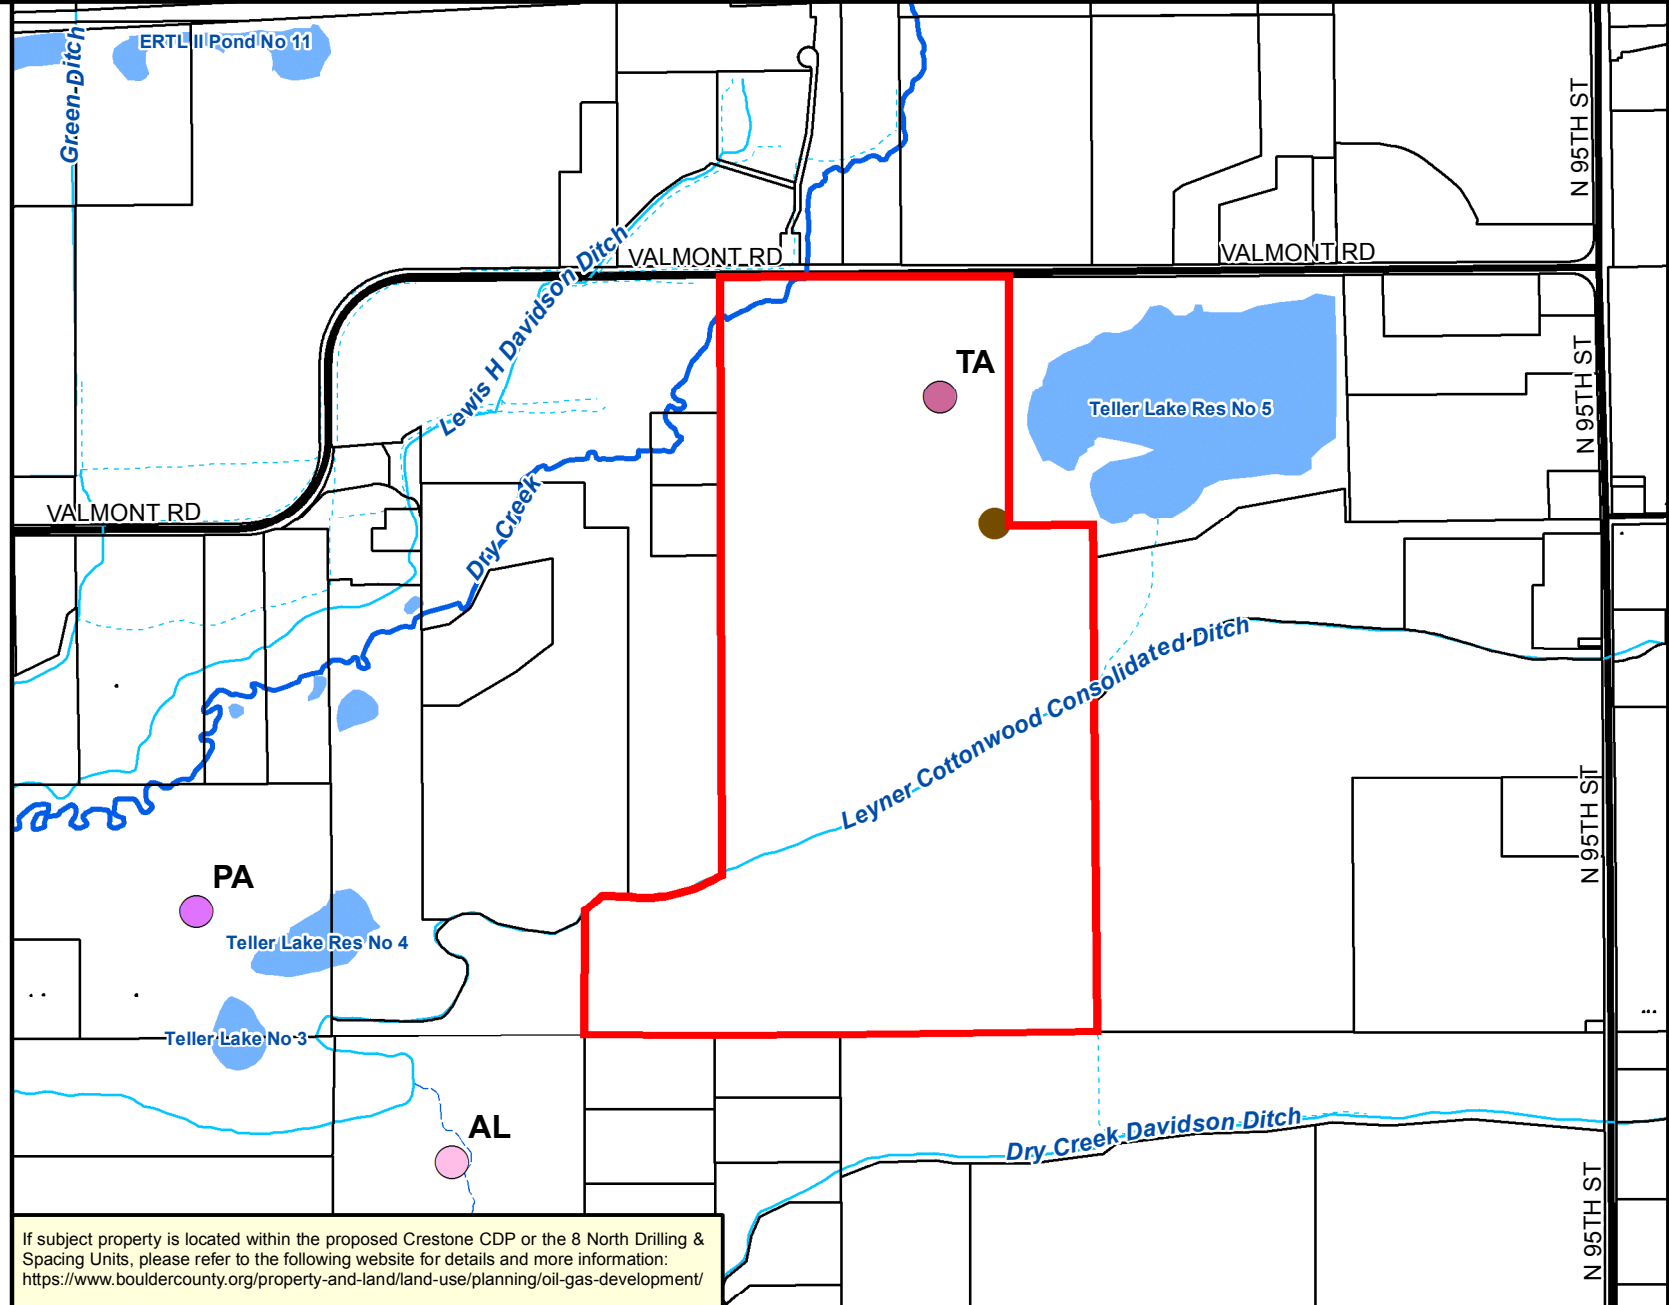 ERTL II Pond No 11
Green Ditch
N 95TH ST
Lewis H Davidson Ditch
VALMONT RD
VALMONT RD
TA
N 95TH ST
Teller Lake Res No 5
VALMONT RD
Dry Creek
Leyner Cottonwood Consolidated Ditch
N 95TH ST
PA
Teller Lake Res No 4
Teller Lake No 3
AL
Dry Creek Davidson Ditch
N 95TH ST
If subject property is located within the proposed Crestone CDP or the 8 North Drilling &
Spacing Units, please refer to the following website for details and more information:
https://www.bouldercounty.org/property-and-land/land-use/planning/oil-gas-development/